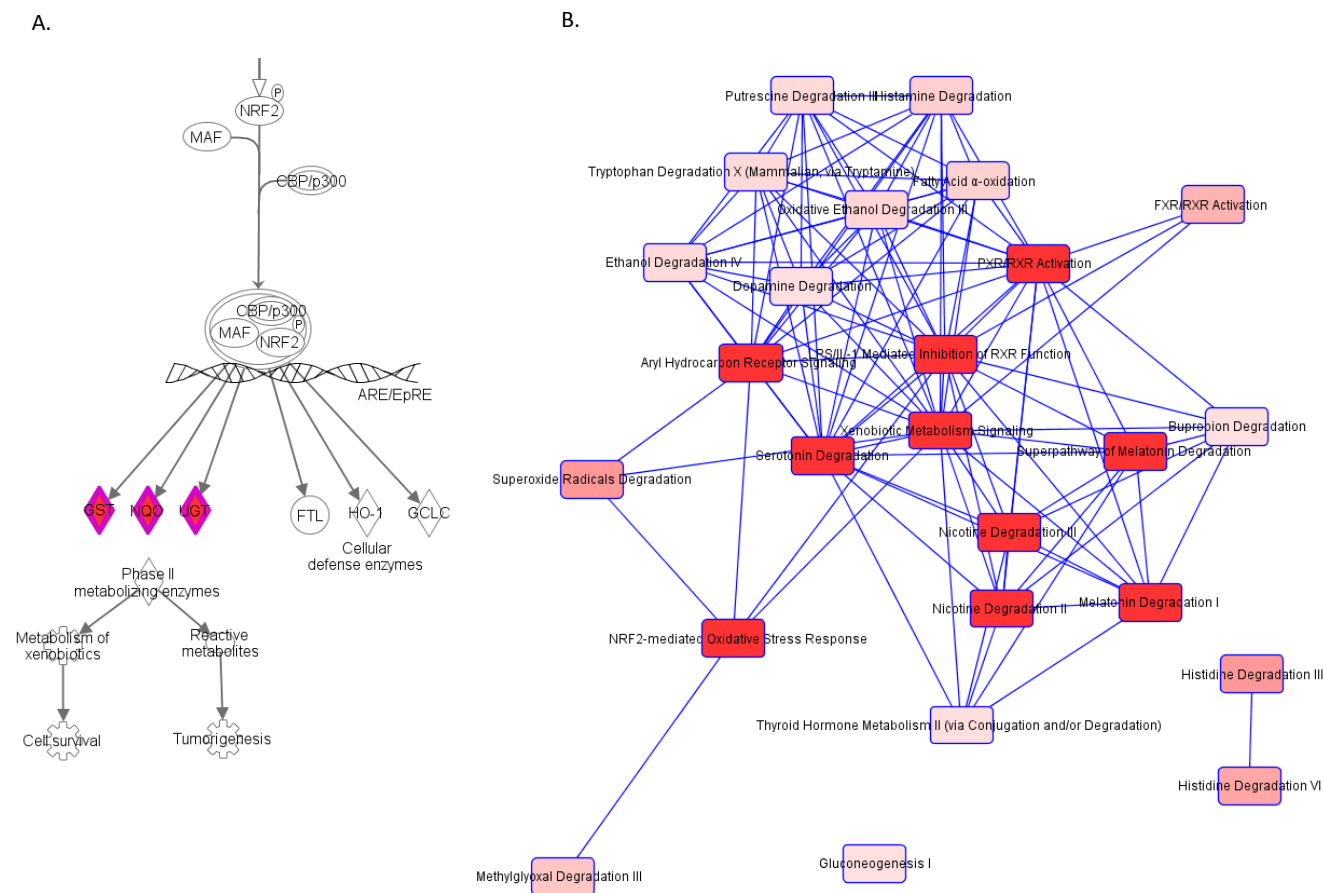 A.
B.
P
NRF2
MAF
CBP/p300
CBP/p300
P
MAF
NRF2
ARE/EpRE
GST
NQO
UGT
FTL
HO-1
GCLC
Cellular
defense enzymes
Phase II
metabolizing enzymes
Metabolism of
xenobiotics
Reactive
metabolites
Cell survival
Tumorigenesis
Putrescine Degradation III
Histamine Degradation
Tryptophan Degradation X (Mammalian, via Tryptamine)
Fatty Acid α-oxidation
FXR/RXR Activation
Oxidative Ethanol Degradation III
Ethanol Degradation IV
PXR/RXR Activation
Dopamine Degradation
Aryl Hydrocarbon Receptor Signaling
PS/IL-1 Mediated Inhibition of RXR Function
Xenobiotic Metabolism Signaling
Bupropion Degradation
Serotonin Degradation
Superpathway of Melatonin Degradation
Superoxide Radicals Degradation
Nicotine Degradation III
Nicotine Degradation II
Melatonin Degradation I
NRF2-mediated Oxidative Stress Response
Histidine Degradation III
Thyroid Hormone Metabolism II (via Conjugation and/or Degradation)
Histidine Degradation VI
Gluconeogenesis I
Methylglyoxal Degradation III